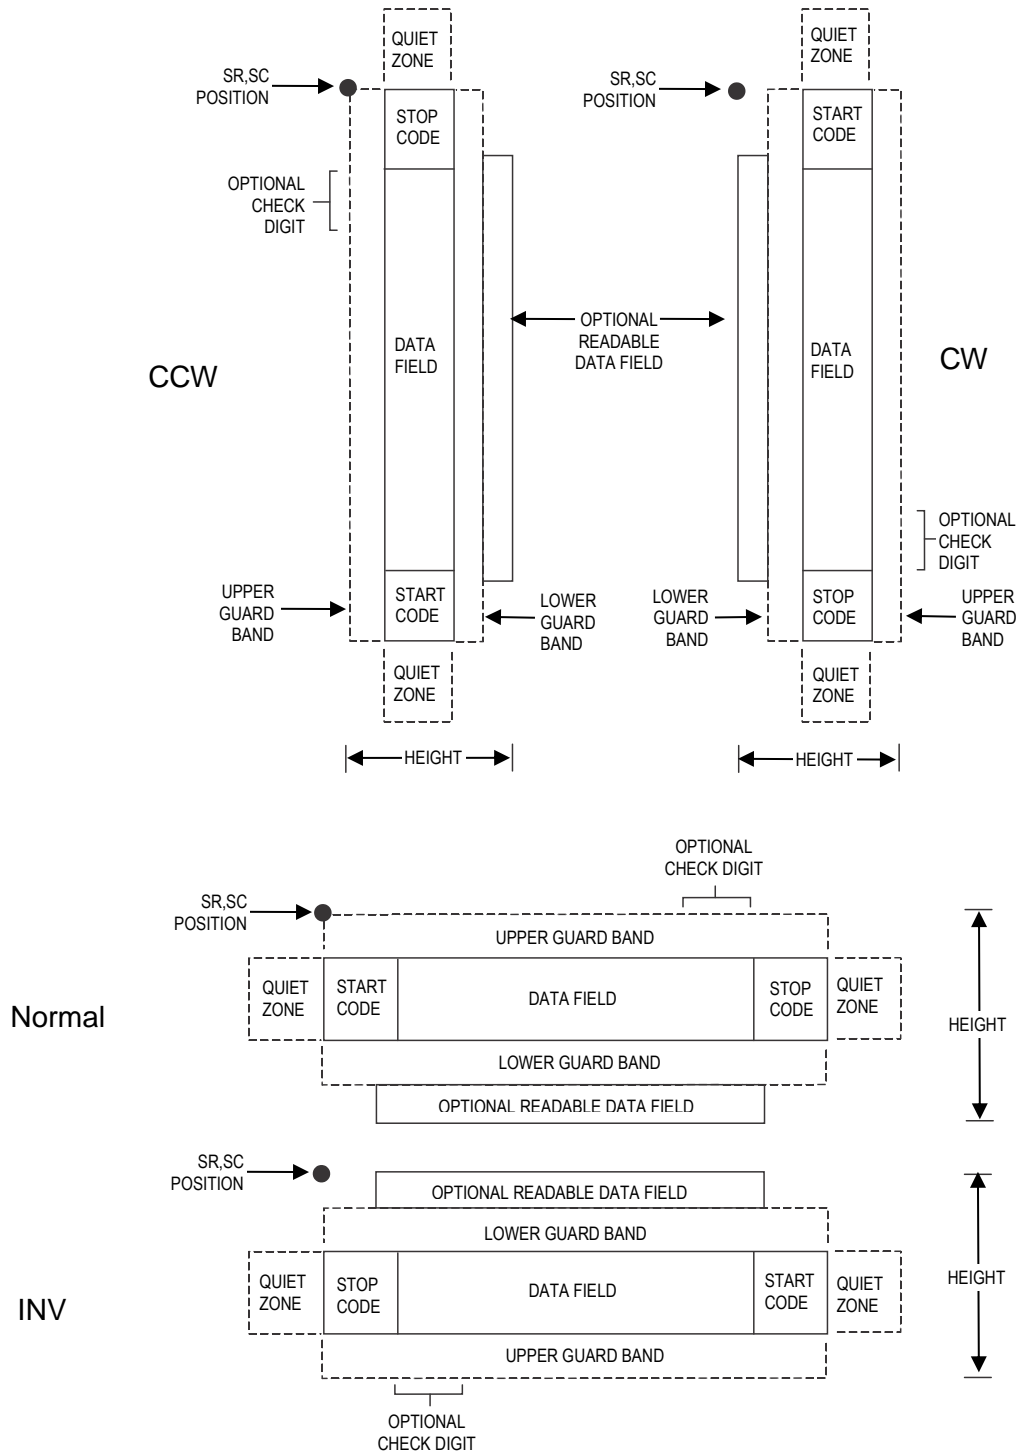 QUIET
ZONE
QUIET
ZONE
SR,SC
POSITION
SR,SC
POSITION
STOP
CODE
START
CODE
OPTIONAL
CHECK
DIGIT
OPTIONAL
READABLE
DATA FIELD
DATA
FIELD
DATA
FIELD
CCW
CW
OPTIONAL
CHECK
DIGIT
UPPER
GUARD
BAND
START
CODE
LOWER
GUARD
BAND
LOWER
GUARD
BAND
STOP
CODE
UPPER
GUARD
BAND
QUIET
ZONE
QUIET
ZONE
HEIGHT
HEIGHT
OPTIONAL
CHECK DIGIT
SR,SC
POSITION
UPPER GUARD BAND
Normal
QUIET
ZONE
START
CODE
DATA FIELD
STOP
CODE
QUIET
ZONE
HEIGHT
LOWER GUARD BAND
OPTIONAL READABLE DATA FIELD
SR,SC
POSITION
OPTIONAL READABLE DATA FIELD
LOWER GUARD BAND
INV
QUIET
ZONE
STOP
CODE
DATA FIELD
START
CODE
QUIET
ZONE
HEIGHT
UPPER GUARD BAND
OPTIONAL
CHECK DIGIT